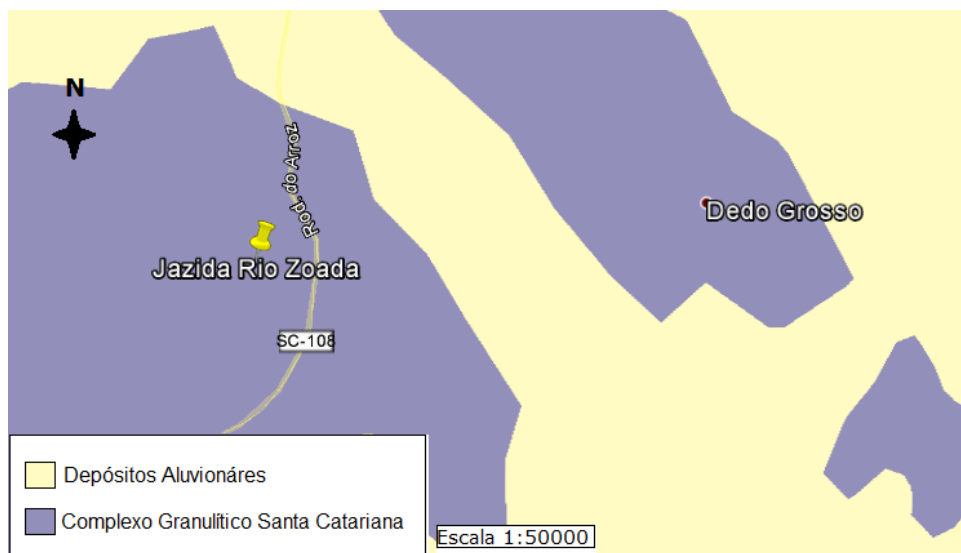 N
Rod. do Arroz
Dedo Grosso
Jazida Rio Zoada
SC-108
Depósitos Aluvionáres
Complexo Granulítico Santa Catariana
Escala 1:50000